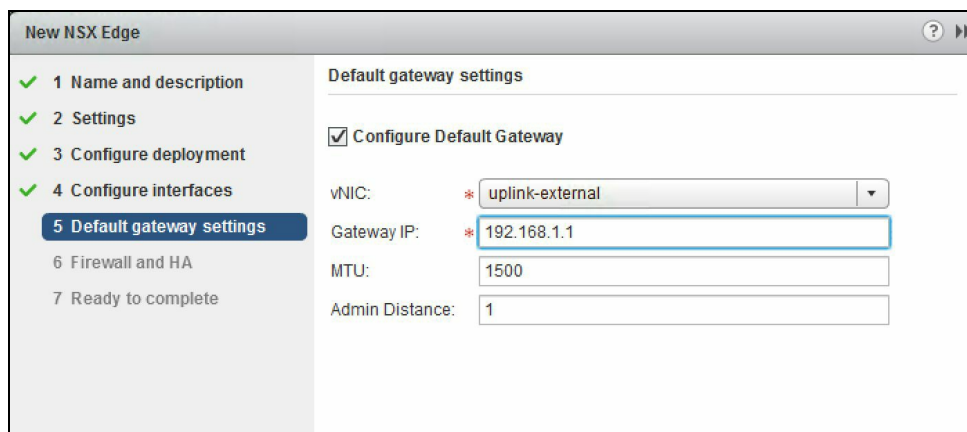 New NSX Edge
?
1 Name and description
2 Settings
3 Configure deployment
4 Configure interfaces
5 Default gateway settings
6 Firewall and HA
7 Ready to complete
Default gateway settings
Configure Default Gateway
vNIC: * uplink-external
Gateway IP: * 192.168.1.1
MTU: 1500
Admin Distance: 1